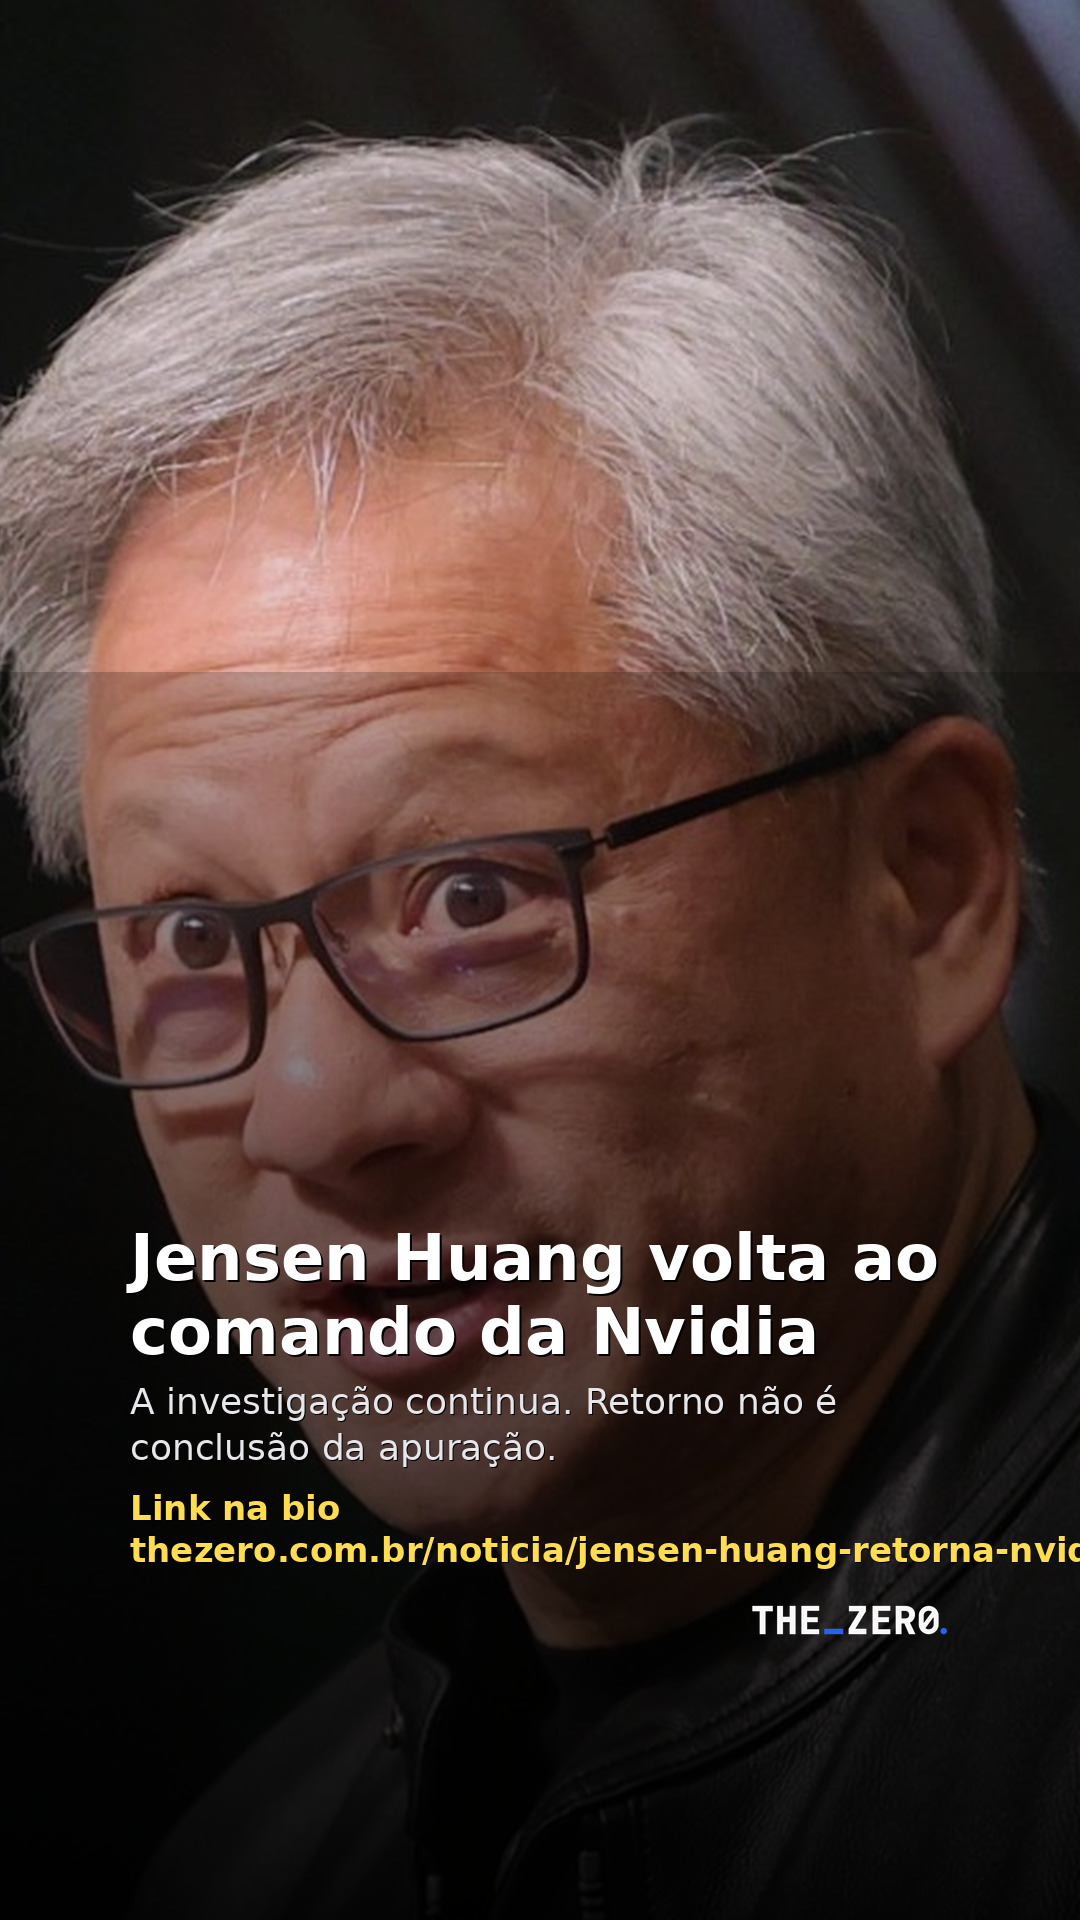 Jensen Huang volta ao
comando da Nvidia
A investigação continua. Retorno não é
conclusão da apuração.
Link na bio
thezero.com.br/noticia/jensen-huang-retorna-nvid
THE_ZERO.